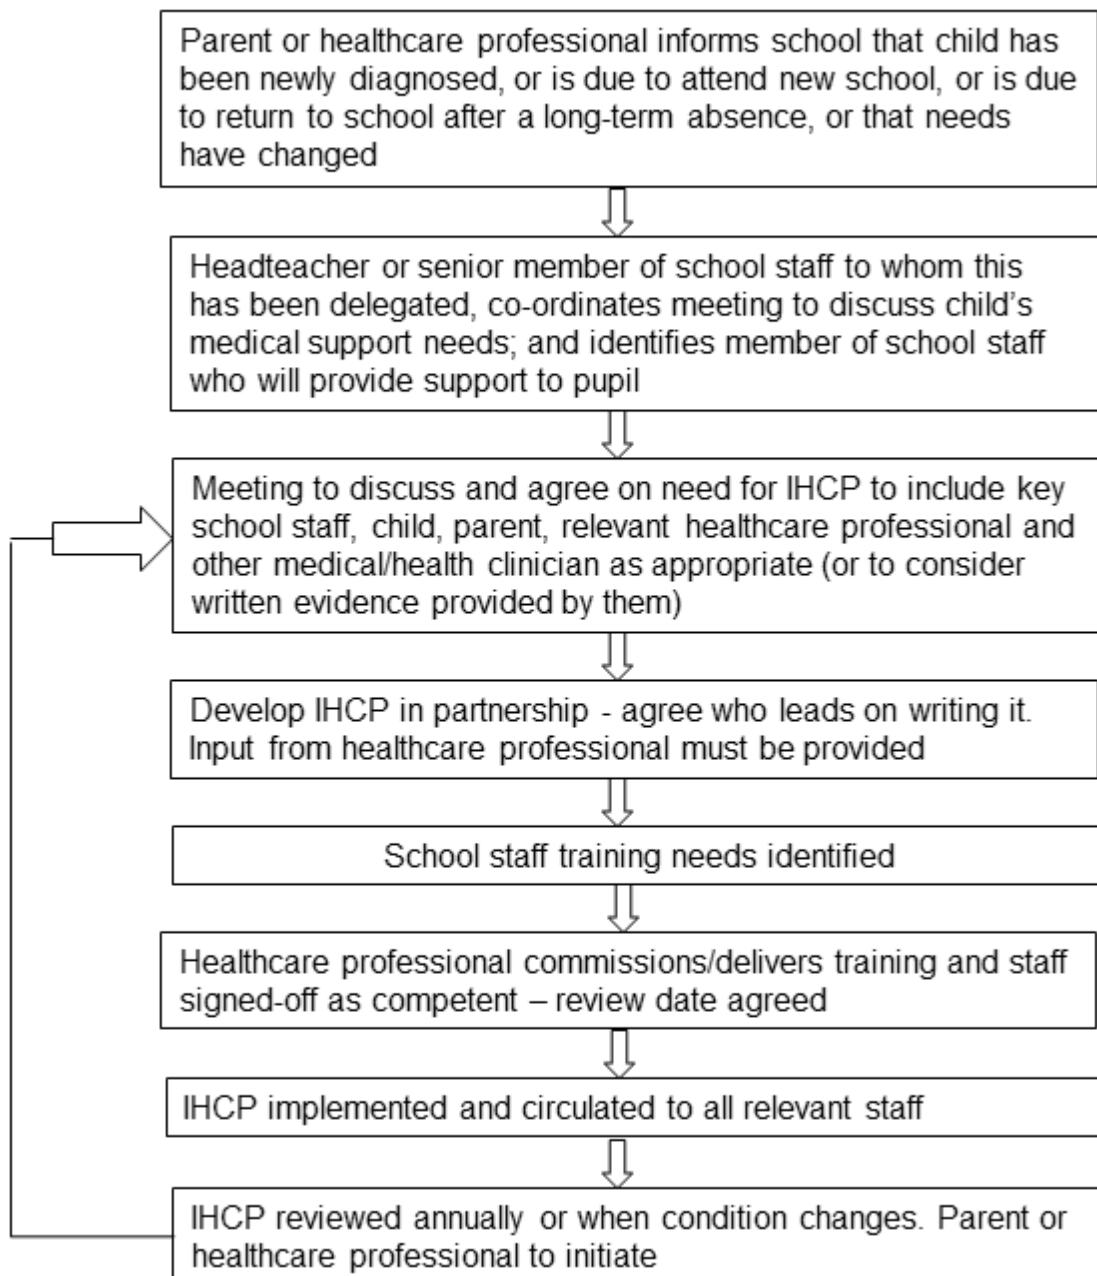 Parent or healthcare professional informs school that child has
been newly diagnosed, or is due to attend new school, or is due
to return to school after a long-term absence, or that needs
have changed
Headteacher or senior member of school staff to whom this
has been delegated, co-ordinates meeting to discuss child's
medical support needs; and identifies member of school staff
who will provide support to pupil
Meeting to discuss and agree on need for IHCP to include key
school staff, child, parent, relevant healthcare professional and
other medical/health clinician as appropriate (or to consider
written evidence provided by them)
Develop IHCP in partnership - agree who leads on writing it.
Input from healthcare professional must be provided
School staff training needs identified
Healthcare professional commissions/delivers training and staff
signed-off as competent – review date agreed
IHCP implemented and circulated to all relevant staff
IHCP reviewed annually or when condition changes. Parent or
healthcare professional to initiate